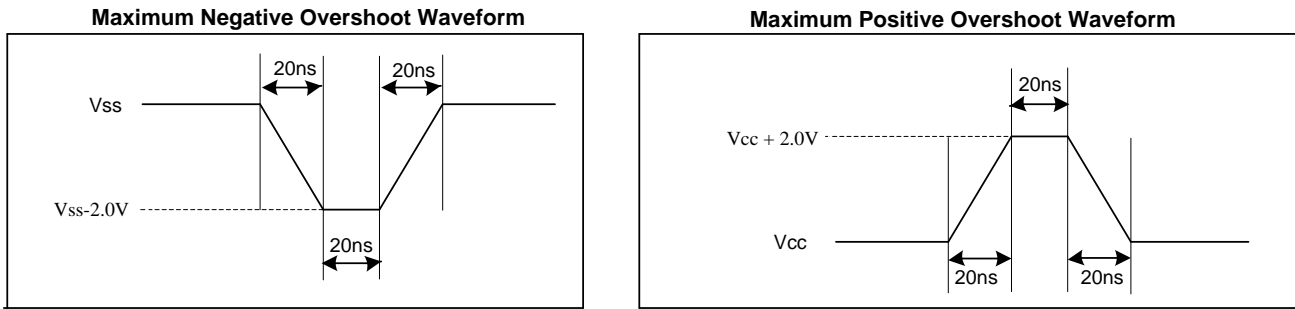 Maximum Negative Overshoot Waveform
20ns
20ns
Vss
Vss-2.0V
20ns
Maximum Positive Overshoot Waveform
20ns
Vcc + 2.0V
Vcc
20ns
20ns